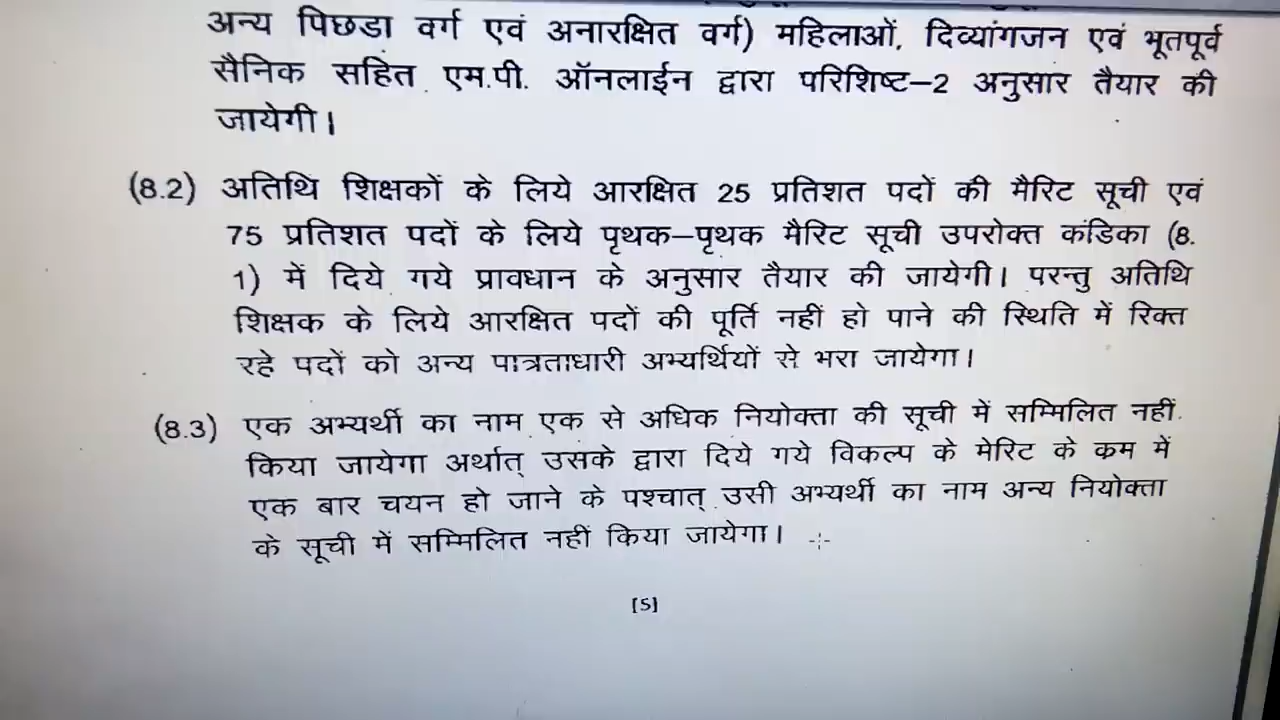 अन्य पिछडा वर्ग एवं अनारक्षित वर्ग) महिलाओं, दिव्यांगजन एवं भूतपूर्व
सैनिक सहित एम.पी. ऑनलाईन द्वारा परिशिष्ट–2 अनुसार तैयार की
जायेगी।
(8.2) अतिथि शिक्षकों के लिये आरक्षित 25 प्रतिशत पदों की मैरिट सूची एवं
75 प्रतिशत पदों के लिये पृथक–पृथक मैरिट सूची उपरोक्त कंडिका (8.
1) में दिये गये प्रावधान के अनुसार तैयार की जायेगी। परन्तु अतिथि
शिक्षक के लिये आरक्षित पदों की पूर्ति नहीं हो पाने की स्थिति में रिक्त
रहे पदों को अन्य पात्रताधारी अभ्यर्थियों से भरा जायेगा।
(8.3) एक अभ्यर्थी का नाम एक से अधिक नियोक्ता की सूची में सम्मिलित नहीं
किया जायेगा अर्थात् उसके द्वारा दिये गये विकल्प के मेरिट के कम में
एक बार चयन हो जाने के पश्चात् उसी अभ्यर्थी का नाम अन्य नियोक्ता
के सूची में सम्मिलित नहीं किया जायेगा।
[5]